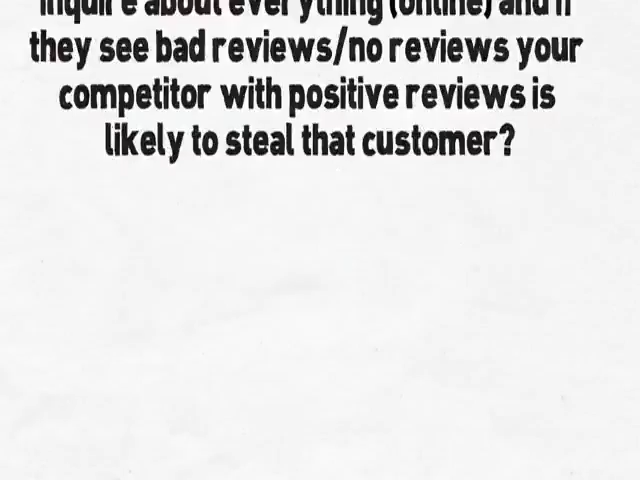 inquire about everything (online) and if
they see bad reviews/no reviews your
competitor with positive reviews is
likely to steal that customer?